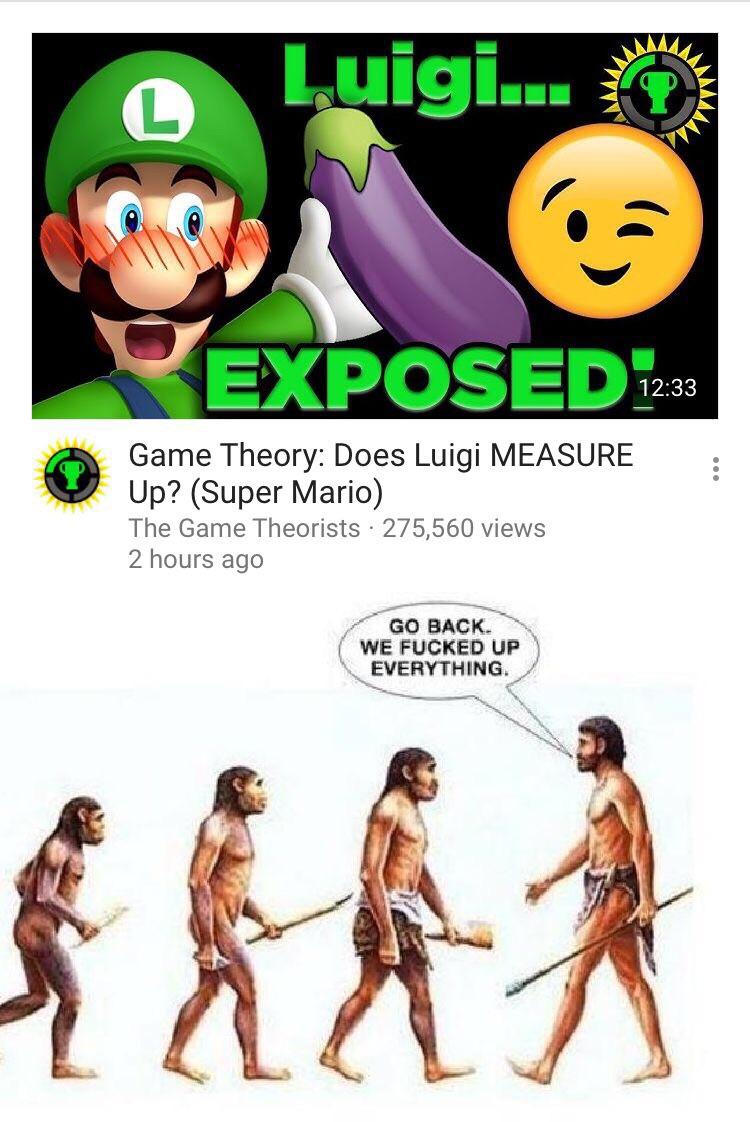 L
Luigi...
EXPOSED!
12:33
Game Theory: Does Luigi MEASURE
Up? (Super Mario)
The Game Theorists · 275,560 views
2 hours ago
GO BACK.
WE FUCKED UP
EVERYTHING.